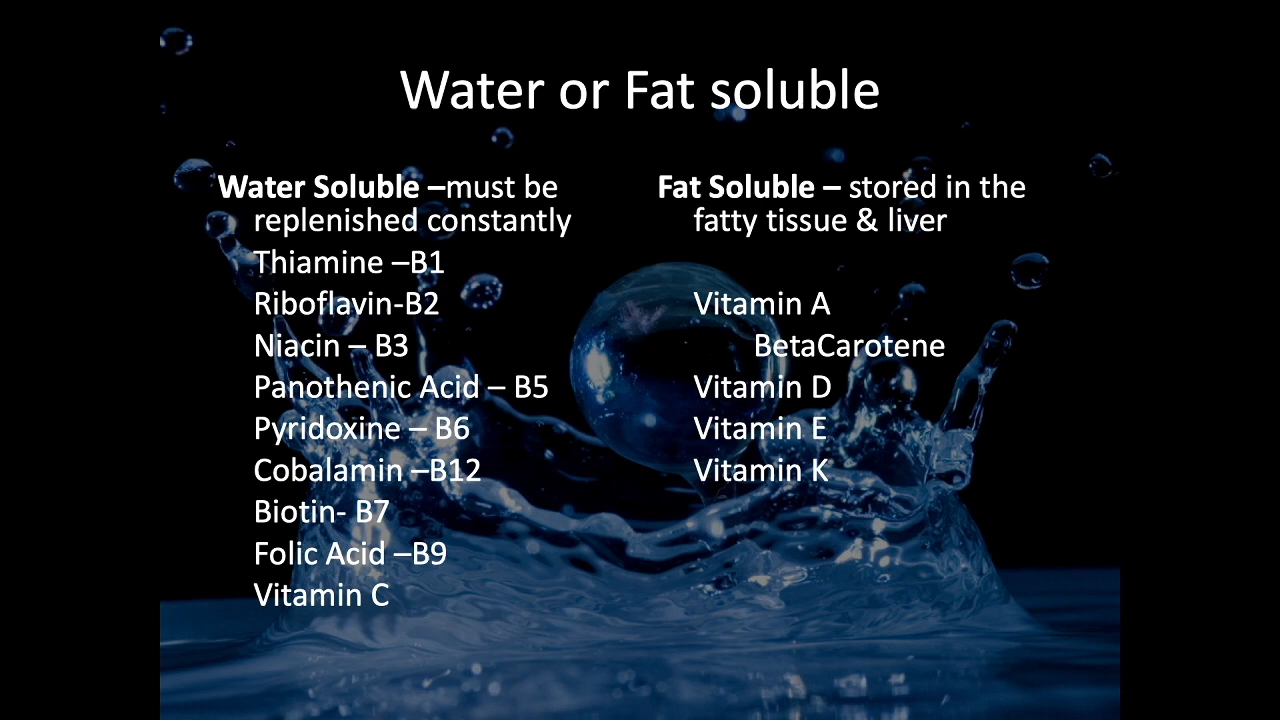 Water or Fat soluble
Water Soluble –must be
replenished constantly
Thiamine –B1
Riboflavin-B2
Niacin – B3
Panothenic Acid – B5
Pyridoxine – B6
Cobalamin –B12
Biotin- B7
Folic Acid –B9
Vitamin C
Fat Soluble – stored in the
fatty tissue & liver
Vitamin A
BetaCarotene
Vitamin D
Vitamin E
Vitamin K